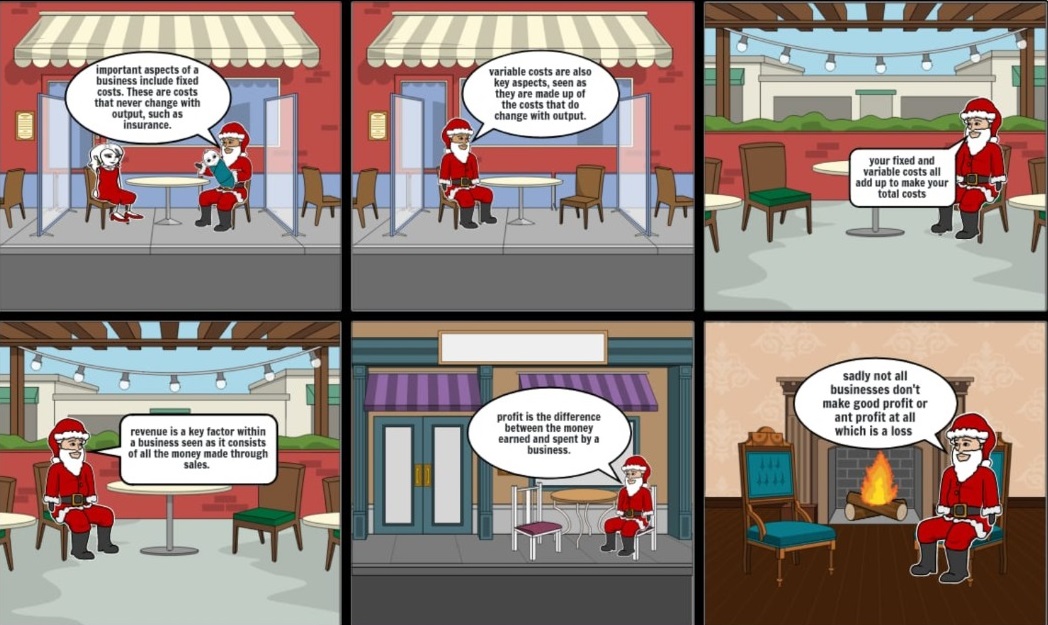 important aspects of a
business include fixed
costs. These are costs
that never change with
output, such as
insurance.
variable costs are also
key aspects, seen as
they are made up of
the costs that do
change with output.
your fixed and
variable costs all
add up to make your
total costs
revenue is a key factor within
a business seen as it consists
of all the money made through
sales.
profit is the difference
between the money
earned and spent by a
business.
sadly not all
businesses don't
make good profit or
ant profit at all
which is a loss